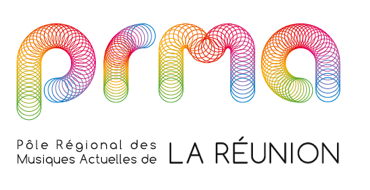 prma
Pôle Régional des
Musiques Actuelles de
LA RÉUNION